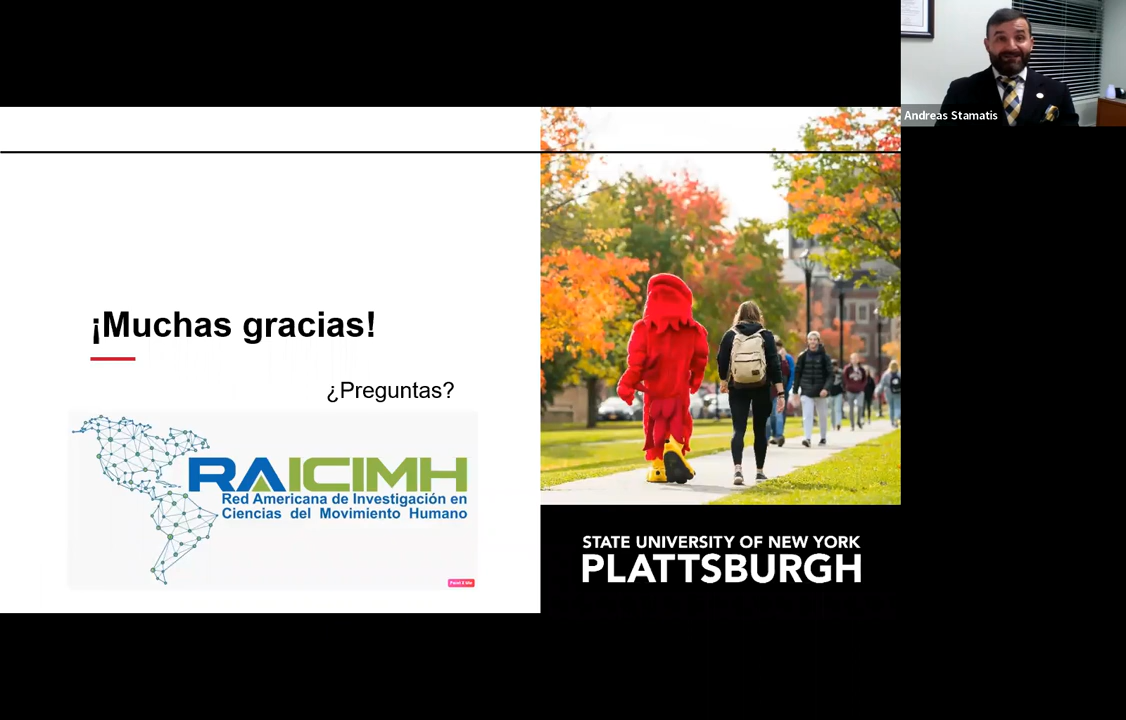 Andreas Stamatis
¡Muchas gracias!
¿Preguntas?
RAICIMH
Red Americana de Investigación en
Ciencias del Movimiento Humano
STATE UNIVERSITY OF NEW YORK
PLATTSBURGH